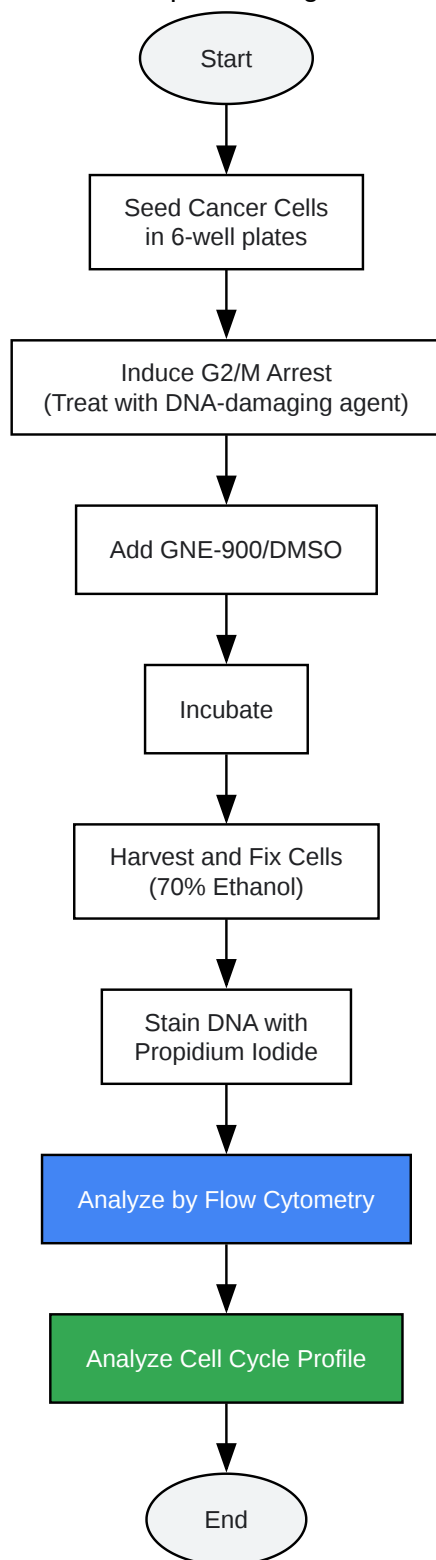 Start
Seed Cancer Cells
in 6-well plates
Induce G2/M Arrest
(Treat with DNA-damaging agent)
Add GNE-900/DMSO
Incubate
Harvest and Fix Cells
(70% Ethanol)
Stain DNA with
Propidium Iodide
Analyze by Flow Cytometry
Analyze Cell Cycle Profile
End